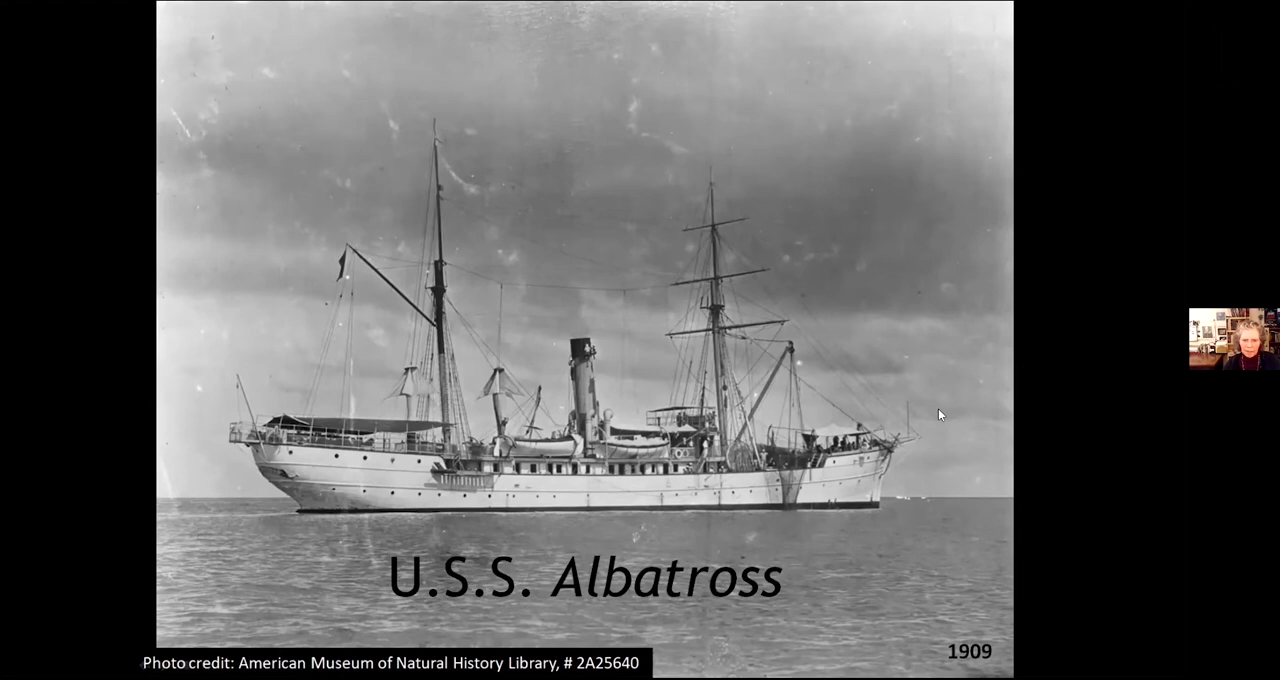 U.S.S. Albatross
1909
Photo credit: American Museum of Natural History Library, # 2A25640